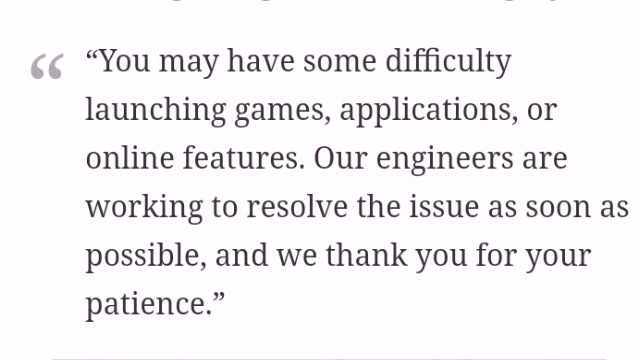 “
“You may have some difficulty
launching games, applications, or
online features. Our engineers are
working to resolve the issue as soon as
possible, and we thank you for your
patience.”